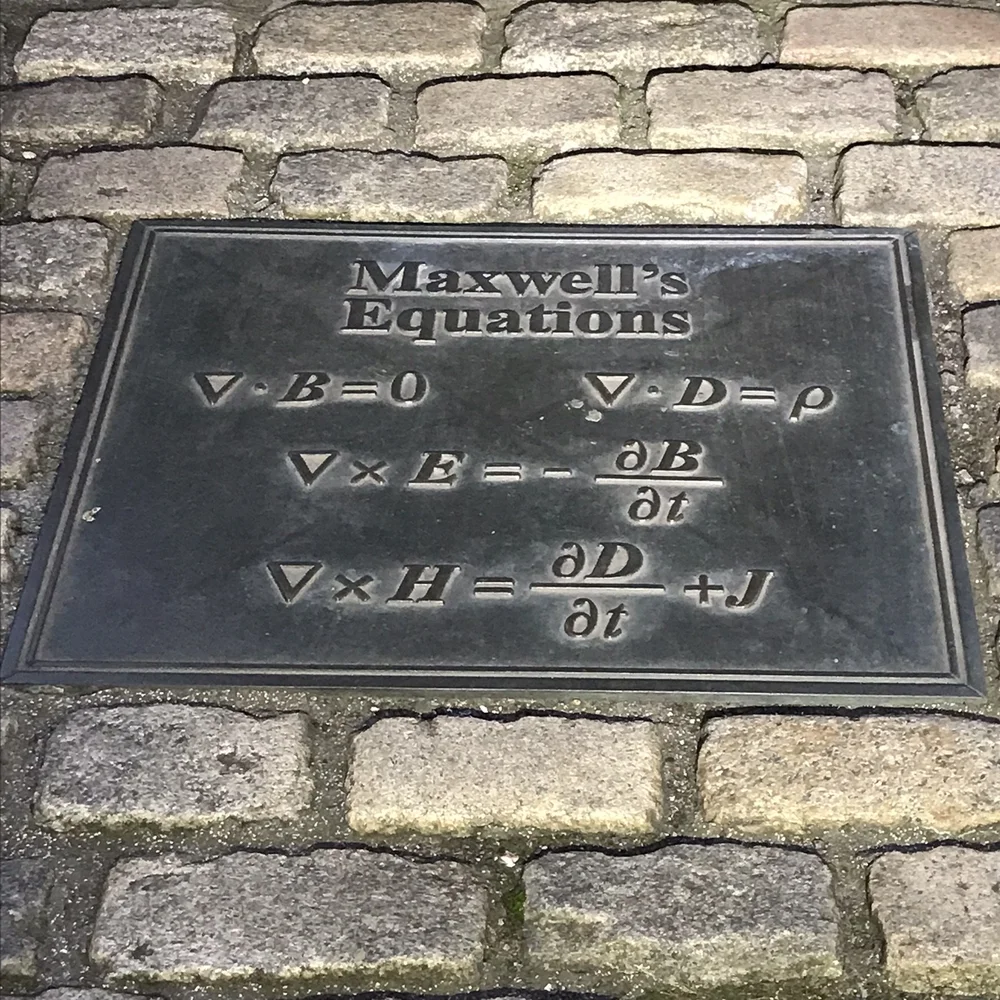 Maxwell's
Equations
∇·B=0 ∇·D=ρ
∇×E=-∂B/∂t
∇×H=∂D/∂t+J